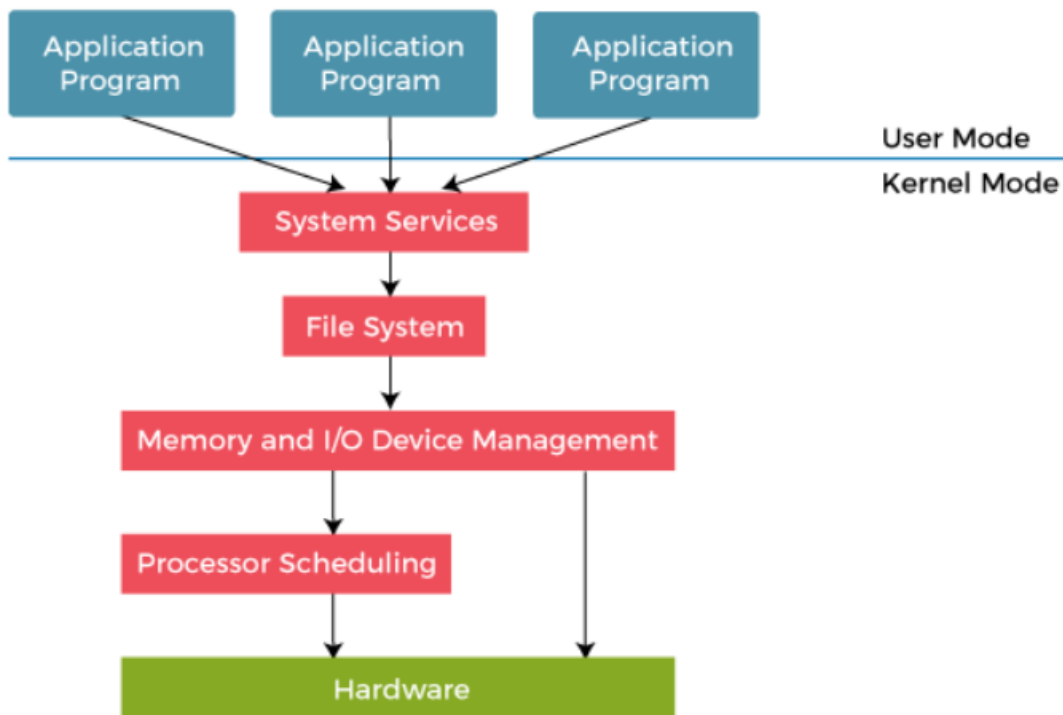 Application
Program
Application
Program
Application
Program
User Mode
Kernel Mode
System Services
File System
Memory and I/O Device Management
Processor Scheduling
Hardware